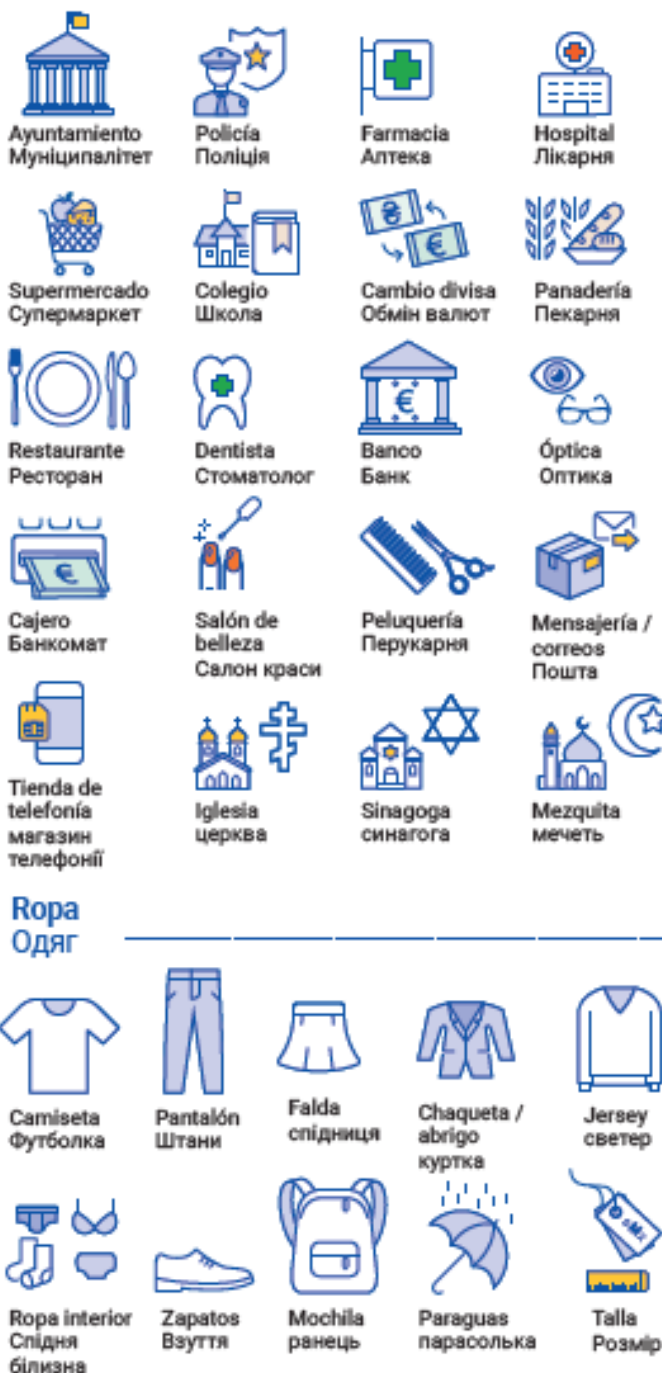 Ayuntamiento
Муніципалітет
Policía
Поліція
Farmacia
Аптека
Hospital
Лікарня
Supermercado
Супермаркет
Colegio
Школа
Cambio divisa
Обмін валют
Panadería
Пекарня
Restaurante
Ресторан
Dentista
Стоматолог
€
Banco
Банк
Óptica
Оптика
€
Cajero
Банкомат
Salón de
belleza
Салон краси
Peluquería
Перукарня
Mensajería /
correos
Пошта
Tienda de
telefonía
магазин
телефонії
Iglesia
церква
Sinagoga
синагога
Mezquita
мечеть
Ropa
Одяг
Camiseta
Футболка
Pantalón
Штани
Falda
спідниця
Chaqueta /
abrigo
куртка
Jersey
светер
Ropa interior
Спідня
білизна
Zapatos
Взуття
Mochila
ранець
Paraguas
парасолька
Talla
Розмір